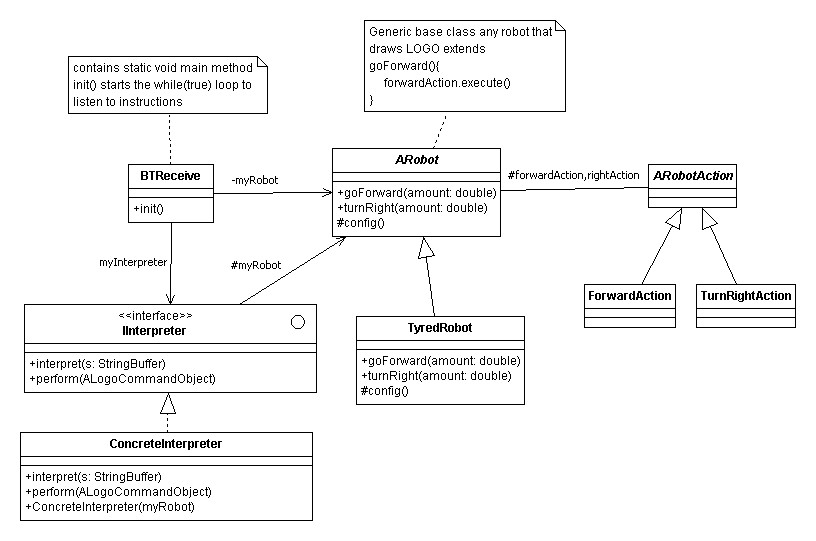 Generic base class any robot that
draws LOGO extends
goForward(){
forwardAction.execute()
}
contains static void main method
init() starts the while(true) loop to
listen to instructions
BTReceive
+init()
-myRobot
ARobot
+goForward(amount: double)
+turnRight(amount: double)
#config()
#forwardAction,rightAction
ARobotAction
myInterpreter
#myRobot
ForwardAction
TurnRightAction
<<interface>>
IInterpreter
+interpret(s: StringBuffer)
+perform(ALogoCommandObject)
TyredRobot
+goForward(amount: double)
+turnRight(amount: double)
#config()
ConcreteInterpreter
+interpret(s: StringBuffer)
+perform(ALogoCommandObject)
+ConcreteInterpreter(myRobot)